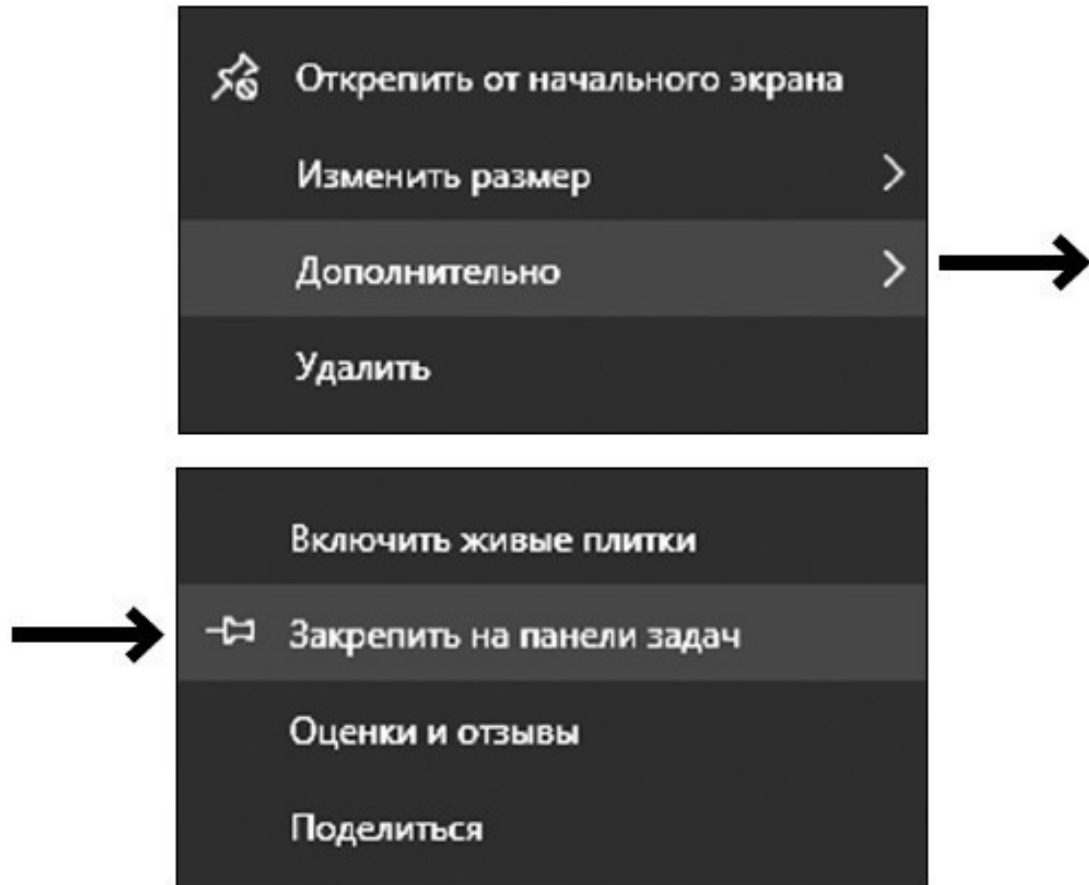 Открепить от начального экрана
Изменить размер
Дополнительно
Удалить
Включить живые плитки
Закрепить на панели задач
Оценки и отзывы
Поделиться